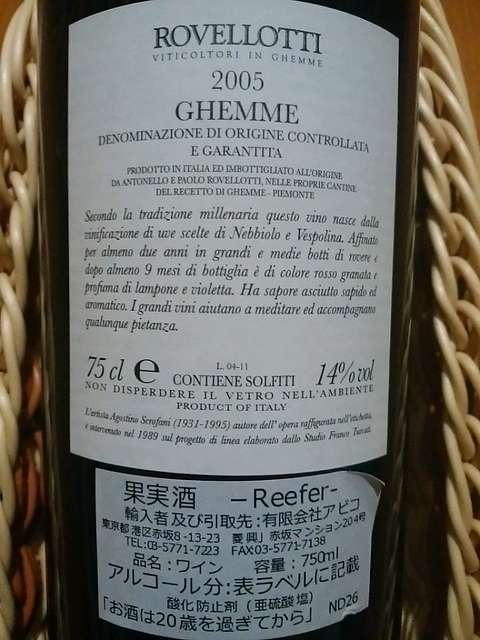 ROVELLOTTI
VITICOLTORI IN GHEMME
2005
GHEMME
DENOMINAZIONE DI ORIGINE CONTROLLATA
E GARANTITA
PRODOTTO IN ITALIA ED IMBOTTIGLIATO ALL'ORIGINE
DA ANTONELLO E PAOLO ROVELLOTTI, NELLE PROPRIE CANTINE
DEL RECETTO DI GHEMME - PIEMONTE
Secondo la tradizione millenaria questo vino nasce dalla
vinificazione di uve scelte di Nebbiolo e Vespolina. Affinato
per almeno due anni in grandi e medie botti di rovere e
dopo almeno 9 mesi di bottiglia è di colore rosso granata e
profuma di lampone e violetta. Ha sapore asciutto sapido ed
aromatico. I grandi vini aiutano a meditare ed accompagnano
qualunque pietanza.
75 cl e L. 04-11 CONTIENE SOLFITI 14% vol
NON DISPERDERE IL VETRO NELL'AMBIENTE
PRODUCT OF ITALY
L'artista Agostino Scrofani (1931-1995) autore dell'opera raffigurata nell'etichetta,
è intervenuto nel 1989 sul progetto di linea elaborato dallo Studio Franco Turcati.
果実酒 -Reefer-
輸入者及び引取先:有限会社アビコ
東京都港区赤坂8-13-23 菱興赤坂マンション204号
TEL:03-5771-7223 FAX03-5771-7138
品名:ワイン 容量:750ml
アルコール分:表ラベルに記載
酸化防止剤(亜硫酸塩)
「お酒は20歳を過ぎてから」 ND26